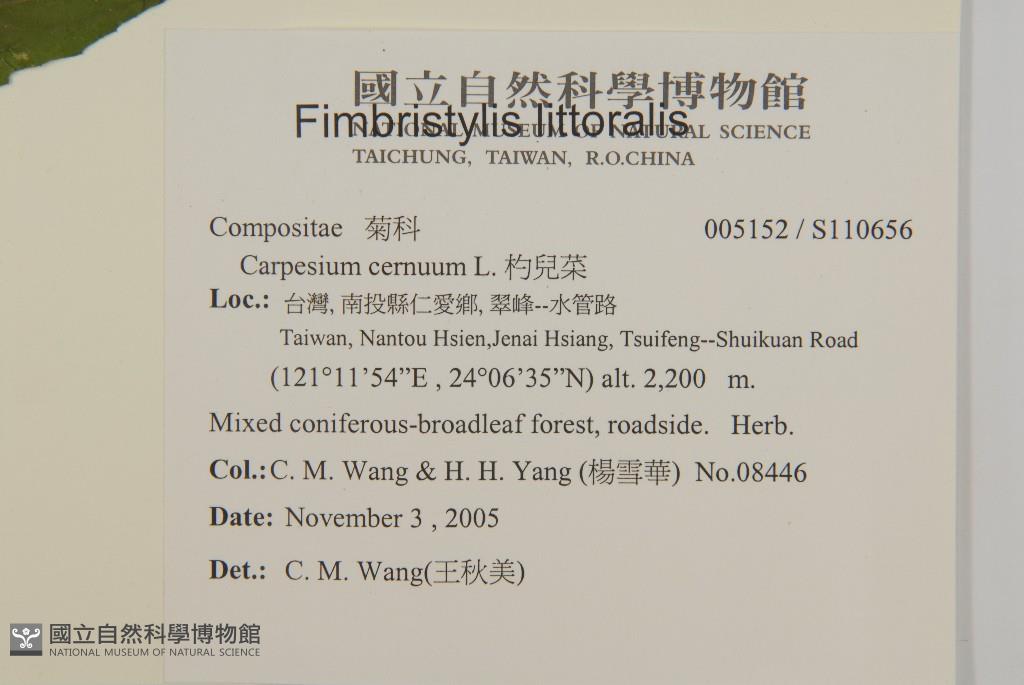 國立自然科學博物館
Fimbristylis littoralis
NATIONAL MUSEUM OF NATURAL SCIENCE
TAICHUNG, TAIWAN, R.O.CHINA
Compositae 菊科 005152 / S110656
Carpesium cernuum L. 杓兒菜
Loc.: 台灣, 南投縣仁愛鄉, 翠峰--水管路
Taiwan, Nantou Hsien,Jenai Hsiang, Tsuifeng--Shuikuan Road
(121°11’54”E , 24°06’35”N) alt. 2,200 m.
Mixed coniferous-broadleaf forest, roadside. Herb.
Col.: C. M. Wang & H. H. Yang (楊雪華) No.08446
Date: November 3 , 2005
Det.: C. M. Wang(王秋美)
國立自然科學博物館
NATIONAL MUSEUM OF NATURAL SCIENCE